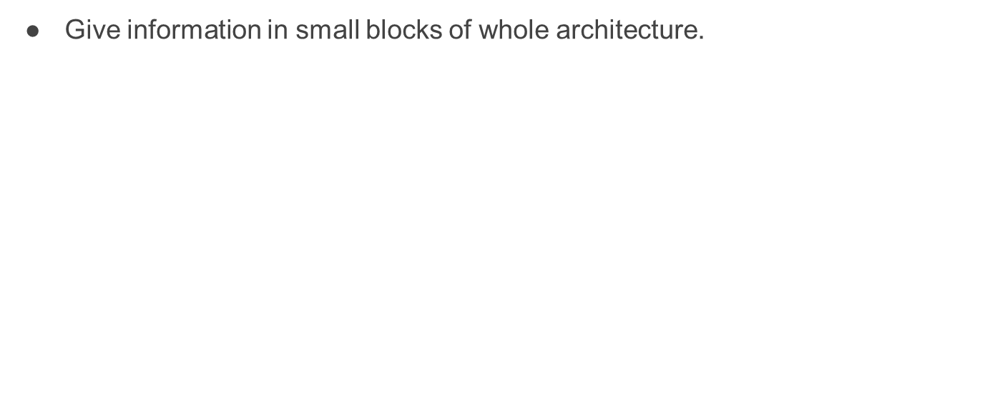 ● Give information in small blocks of whole architecture.